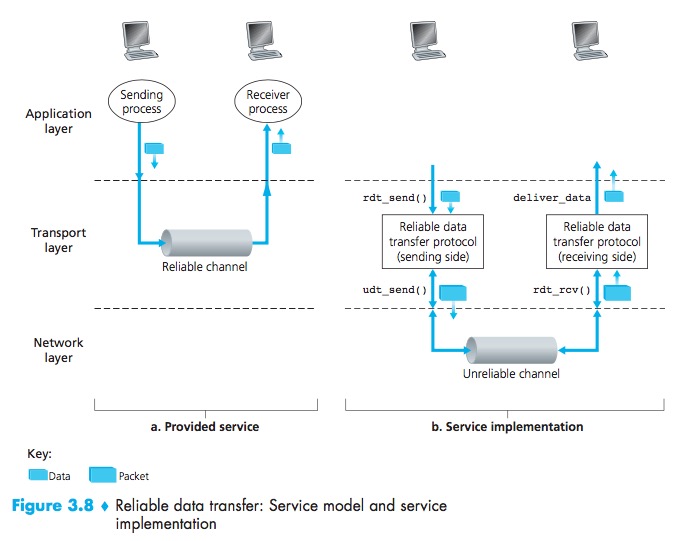 Sending
process
Receiver
process
Application
layer
rdt_send()
deliver_data
Transport
layer
Reliable channel
Reliable data
transfer protocol
(sending side)
Reliable data
transfer protocol
(receiving side)
udt_send()
rdt_rcv()
Network
layer
Unreliable channel
a. Provided service
b. Service implementation
Key:
Data
Packet
Figure 3.8 ♦ Reliable data transfer: Service model and service
implementation